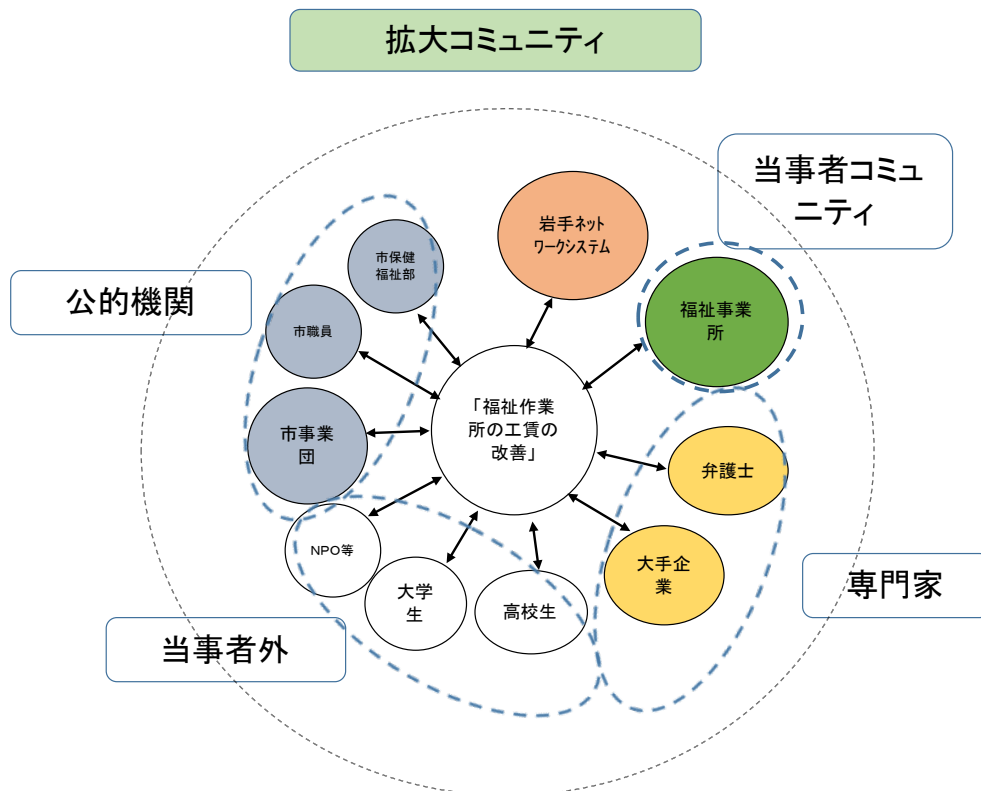 拡大コミュニティ
当事者コミュ
ニティ
岩手ネット
ワークシステム
市保健
福祉部
公的機関
市職員
福祉事業
所
「福祉作業
所の工賃の
改善」
市事業
団
弁護士
NPO等
大手企
業
専門家
大学
生
高校生
当事者外